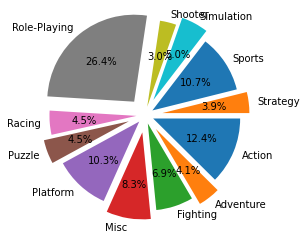 Shooter
Simulation
Role-Playing
3.0%
5.0%
26.4%
Sports
10.7%
Strategy
3.9%
Racing
4.5%
Puzzle
4.5%
12.4%
Action
Platform
10.3%
8.3%
6.9%
4.1%
Adventure
Fighting
Misc